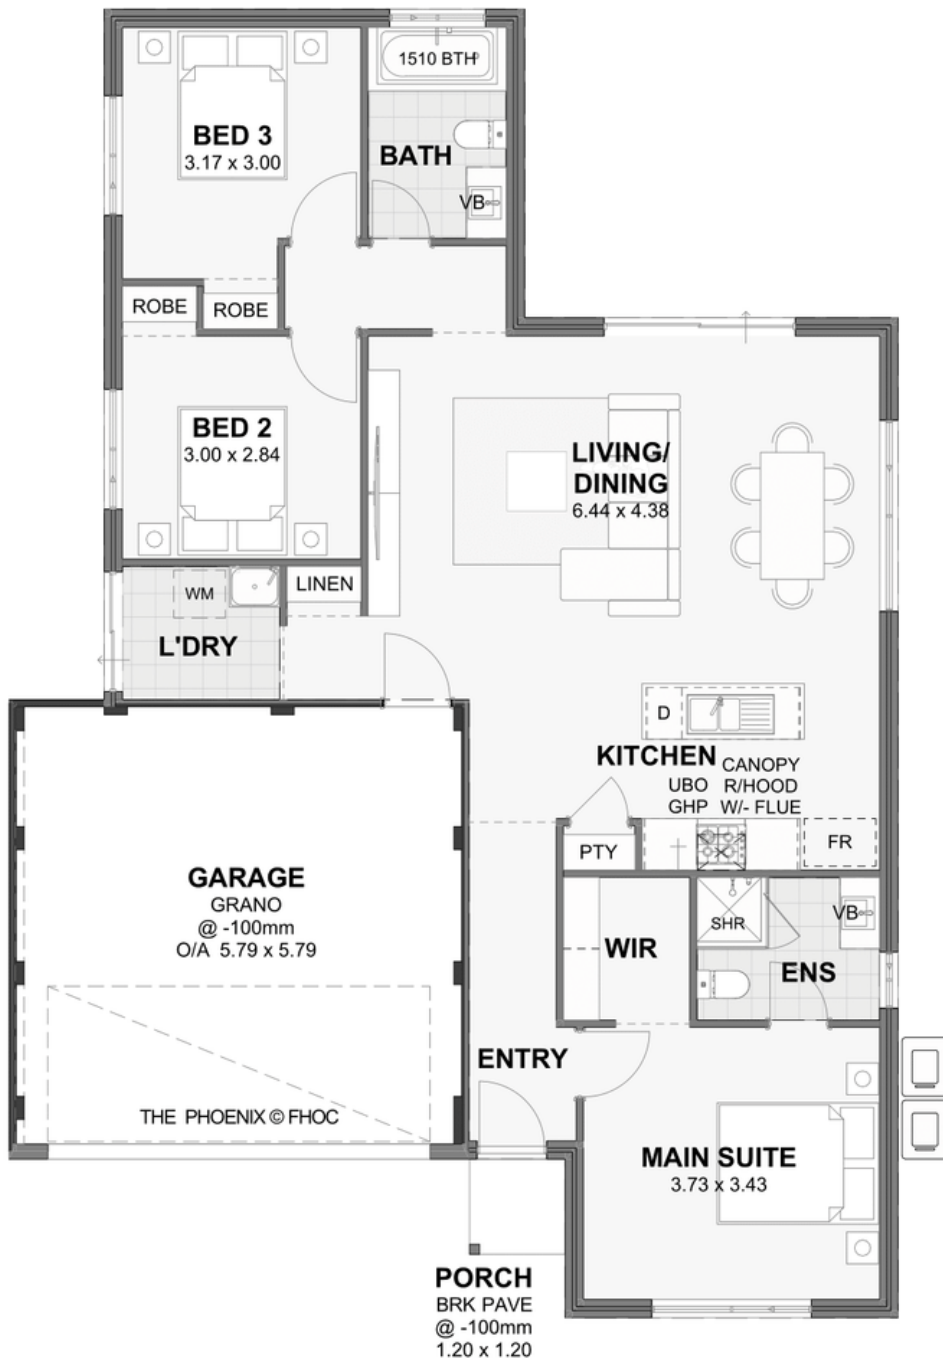 1510 BTH
BED 3
3.17 x 3.00
BATH
VB
ROBE
ROBE
BED 2
3.00 x 2.84
LIVING/
DINING
6.44 x 4.38
WM
LINEN
L'DRY
D
KITCHEN
UBO
GHP
CANOPY
R/HOOD
W/- FLUE
PTY
FR
GARAGE
GRANO
@ -100mm
O/A 5.79 x 5.79
WIR
SHR
VB
ENS
ENTRY
THE PHOENIX © FHOC
MAIN SUITE
3.73 x 3.43
PORCH
BRK PAVE
@ -100mm
1.20 x 1.20